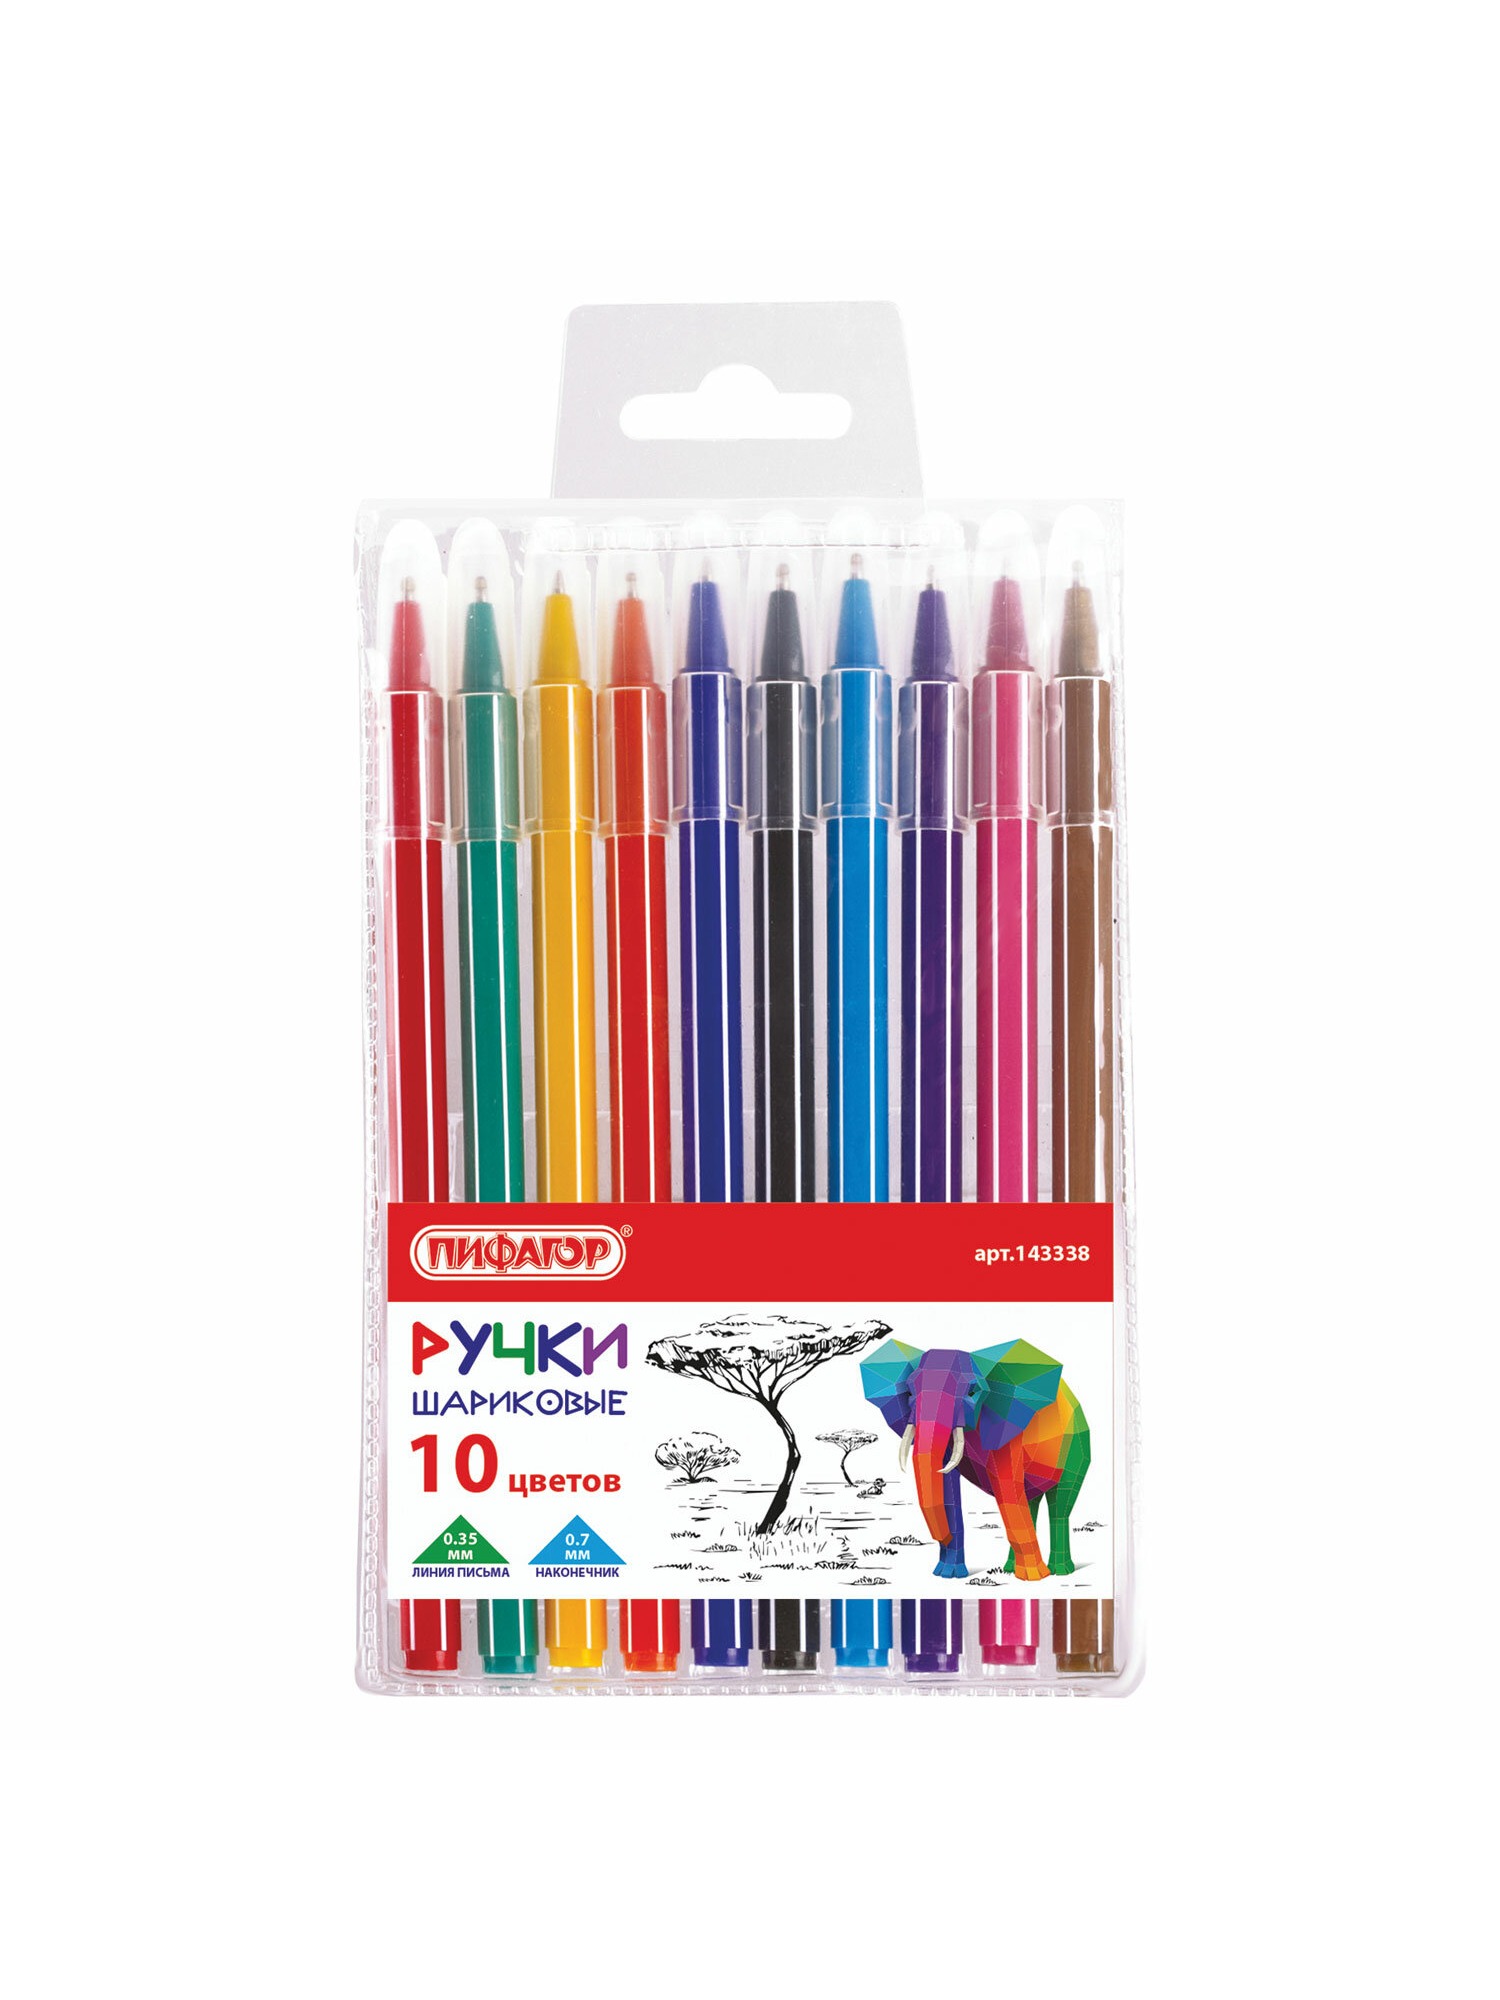 ПИФАГОР®
арт.143338
РУЧКИ
ШАРИКОВЫЕ
10 цветов
0.35
мм
ЛИНИЯ ПИСЬМА
0.7
мм
НАКОНЕЧНИК